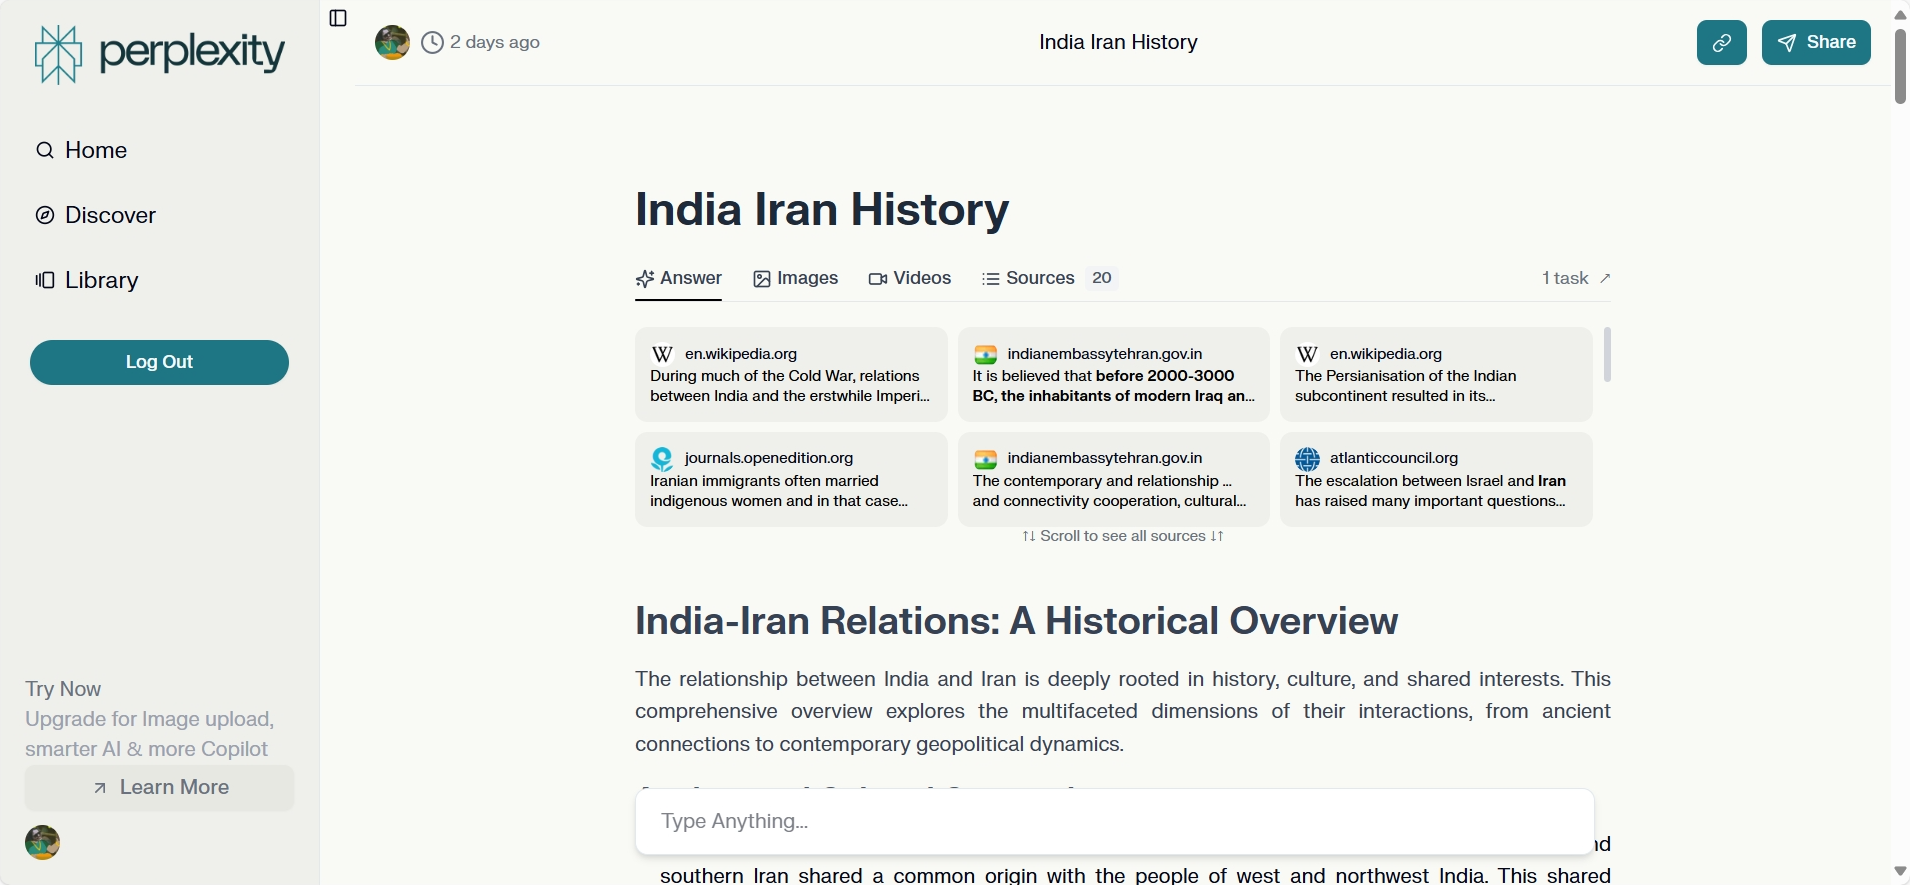 perplexity
Home
Discover
Library
Log Out
Try Now
Upgrade for Image upload,
smarter AI & more Copilot
Learn More
2 days ago
India Iran History
Share
India Iran History
Answer
Images
Videos
Sources 20
1 task
en.wikipedia.org
During much of the Cold War, relations
between India and the erstwhile Imperi...
indianembassytehran.gov.in
It is believed that before 2000-3000
BC, the inhabitants of modern Iraq an...
en.wikipedia.org
The Persianisation of the Indian
subcontinent resulted in its...
journals.openedition.org
Iranian immigrants often married
indigenous women and in that case...
indianembassytehran.gov.in
The contemporary and relationship ...
and connectivity cooperation, cultural...
atlanticcouncil.org
The escalation between Israel and Iran
has raised many important questions...
↑↓ Scroll to see all sources ↓↑
India-Iran Relations: A Historical Overview
The relationship between India and Iran is deeply rooted in history, culture, and shared interests. This
comprehensive overview explores the multifaceted dimensions of their interactions, from ancient
connections to contemporary geopolitical dynamics.
Type Anything...
southern Iran shared a common origin with the people of west and northwest India. This shared